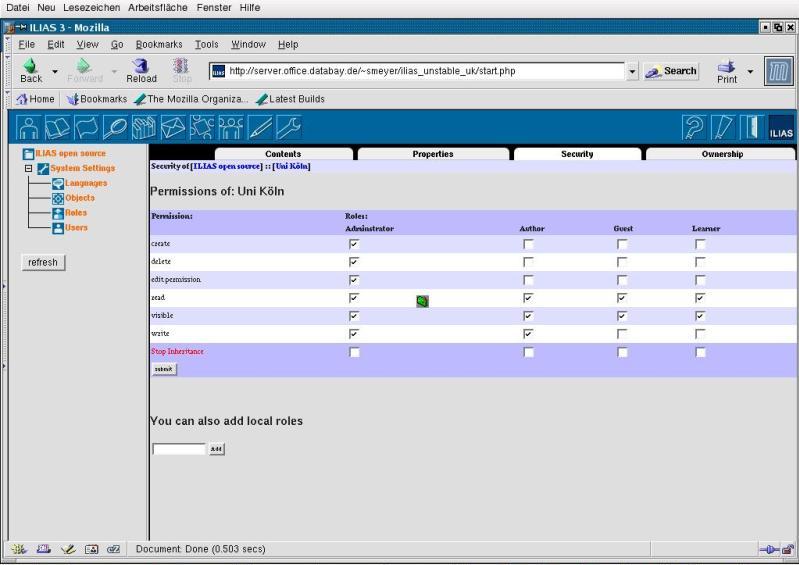 Datei Neu Lesezeichen Arbeitsfläche Fenster Hilfe
ILIAS 3 - Mozilla
File Edit View Go Bookmarks Tools Window Help
Back Forward Reload Stop http://server.office.databay.de/~smeyer/ilias_unstable_uk/start.php Search Print
Home Bookmarks The Mozilla Organiza... Latest Builds
ILIAS
ILIAS open source
System Settings
Languages
Objects
Roles
Users
refresh
Contents Properties Security Ownership
Security of [ILIAS open source] :: [Uni Köln]
Permissions of: Uni Köln
Permission: Roles:
Administrator Author Guest Learner
create
delete
edit permission
read
visible
write
Stop Inheritance
submit
You can also add local roles
Add
Document: Done (0.503 secs)